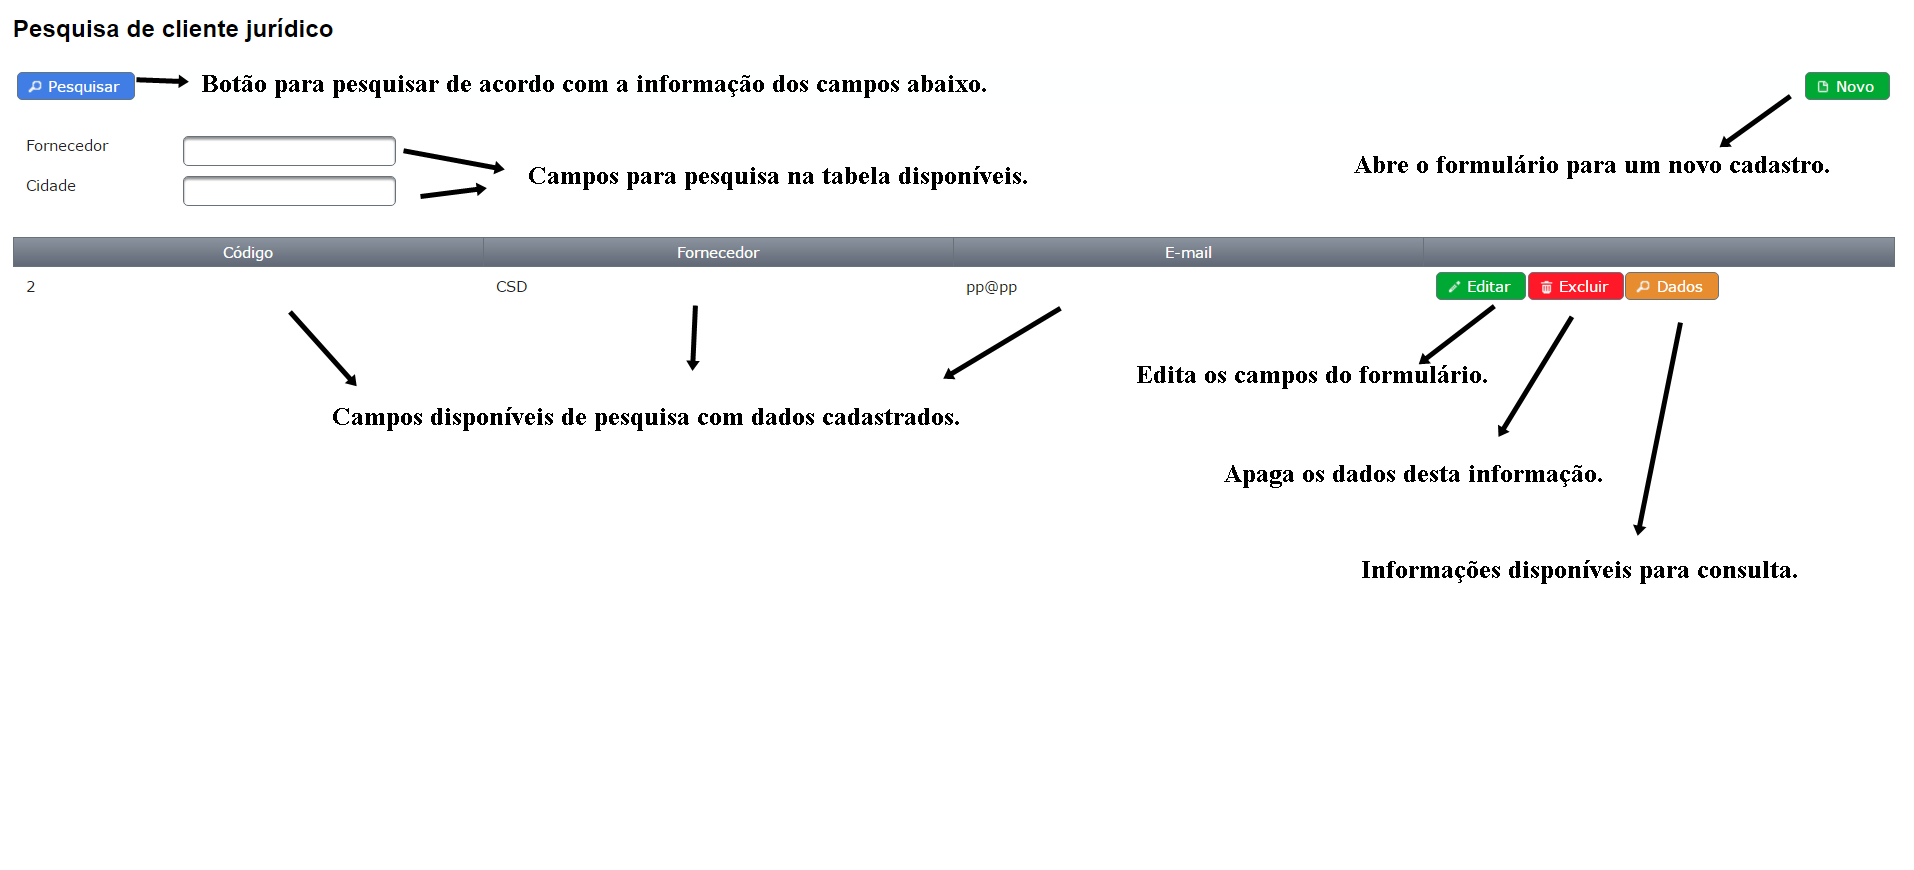 Pesquisa de cliente jurídico
Pesquisar
Botão para pesquisar de acordo com a informação dos campos abaixo.
Novo
Fornecedor
Abre o formulário para um novo cadastro.
Campos para pesquisa na tabela disponíveis.
Cidade
Código Fornecedor E-mail
2 CSD pp@pp Editar Excluir Dados
Edita os campos do formulário.
Campos disponíveis de pesquisa com dados cadastrados.
Apaga os dados desta informação.
Informações disponíveis para consulta.